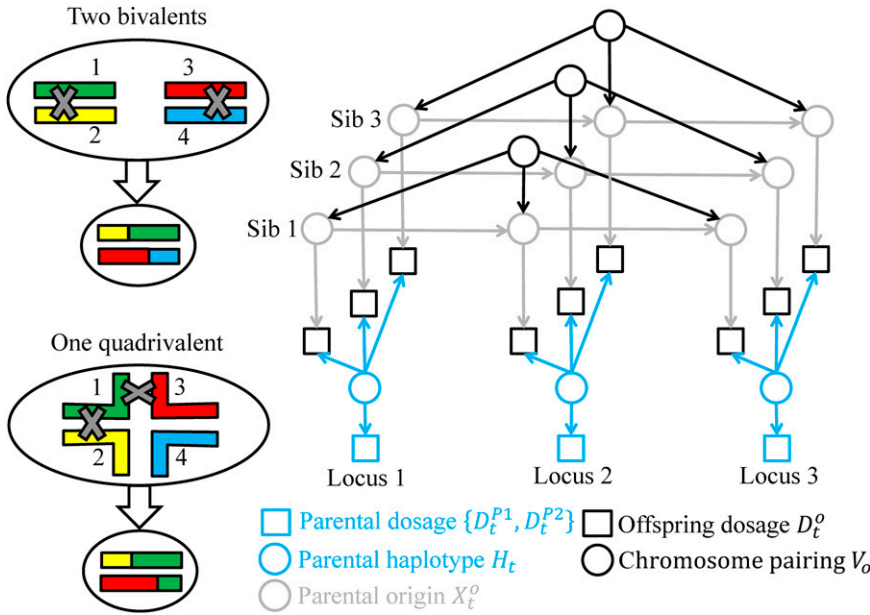 Two bivalents
1
3
2
4
One quadrivalent
1
3
2
4
Sib 3
Sib 2
Sib 1
Locus 1
Locus 2
Locus 3
Parental dosage {D_t^{P1}, D_t^{P2}}
Offspring dosage D_t^o
Parental haplotype H_t
Chromosome pairing V_o
Parental origin X_t^o